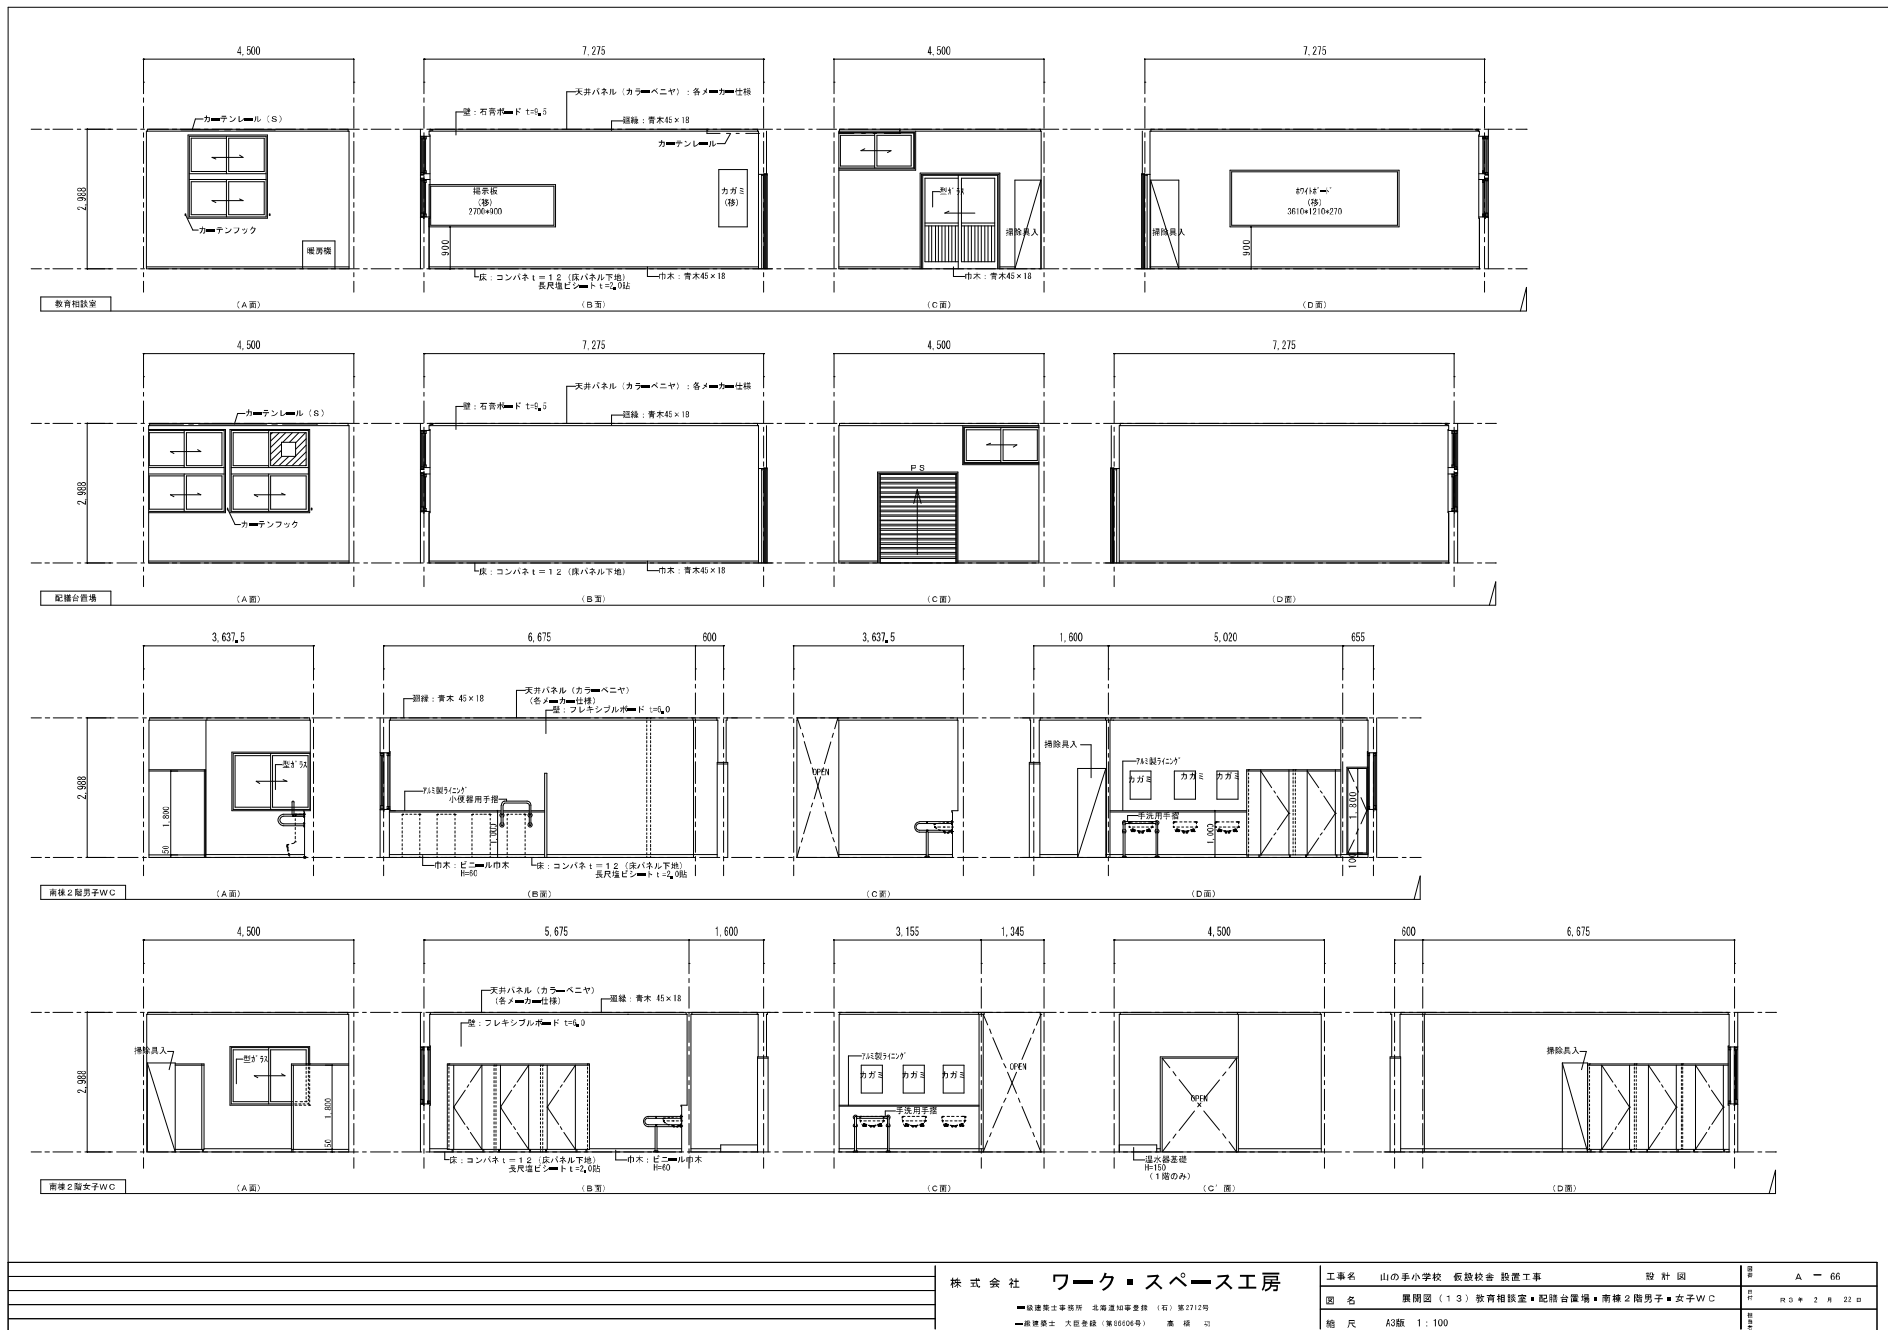 4,500
7,275
4,500
7,275
天井パネル（カラーベニヤ）：各メーカー仕様
壁：石膏ボード t=9.5
廻縁：青木45×18
カーテンレール（S）
カーテンレール
2,988
掲示板
(移)
2700*900
カガミ
(移)
型ガラス
ホワイトボード
(移)
3610*1210*270
カーテンフック
暖房機
900
掃除具入
掃除具入
900
床：コンパネｔ＝１２（床パネル下地）
長尺塩ビシートt=2.0貼
巾木：青木45×18
巾木：青木45×18
教育相談室
（A面）
（B面）
（C面）
（D面）
4,500
7,275
4,500
7,275
天井パネル（カラーベニヤ）：各メーカー仕様
壁：石膏ボード t=9.5
廻縁：青木45×18
カーテンレール（S）
2,988
PS
カーテンフック
床：コンパネｔ＝１２（床パネル下地）
巾木：青木45×18
配膳台置場
（A面）
（B面）
（C面）
（D面）
3,637.5
6,675
600
3,637.5
1,600
5,020
655
廻縁：青木 45×18
天井パネル（カラーベニヤ）
（各メーカー仕様）
壁：フレキシブルボード t=6.0
2,988
型ガラス
アルミ製ライニング
小便器用手摺
OPEN
掃除具入
アルミ製ライニング
カガミ
カガミ
カガミ
手洗用手摺
1,800
50
1,000
1,000
1,800
100
巾木：ビニール巾木
H=60
床：コンパネｔ＝１２（床パネル下地）
長尺塩ビシートt=2.0貼
南棟２階男子WC
（A面）
（B面）
（C面）
（D面）
4,500
5,675
1,600
3,155
1,345
4,500
600
6,675
天井パネル（カラーベニヤ）
（各メーカー仕様）
廻縁：青木 45×18
壁：フレキシブルボード t=6.0
2,988
掃除具入
型ガラス
1,800
50
アルミ製ライニング
カガミ
カガミ
カガミ
手洗用手摺
OPEN
OPEN
掃除具入
床：コンパネｔ＝１２（床パネル下地）
長尺塩ビシートt=2.0貼
巾木：ビニール巾木
H=60
温水器基礎
H=150
（１階のみ）
南棟２階女子WC
（A面）
（B面）
（C面）
（C'面）
（D面）
株式会社 ワーク・スペース工房
一級建築士事務所 北海道知事登録 （石）第2712号
一級建築士 大臣登録（第86606号）
工事名 山の手小学校 仮設校舎 設置工事 設計図
図名 展開図（１３）教育相談室・配膳台置場・南棟２階男子・女子WC
縮尺 A3版 1：100
A － 66
R3年 2月 22日